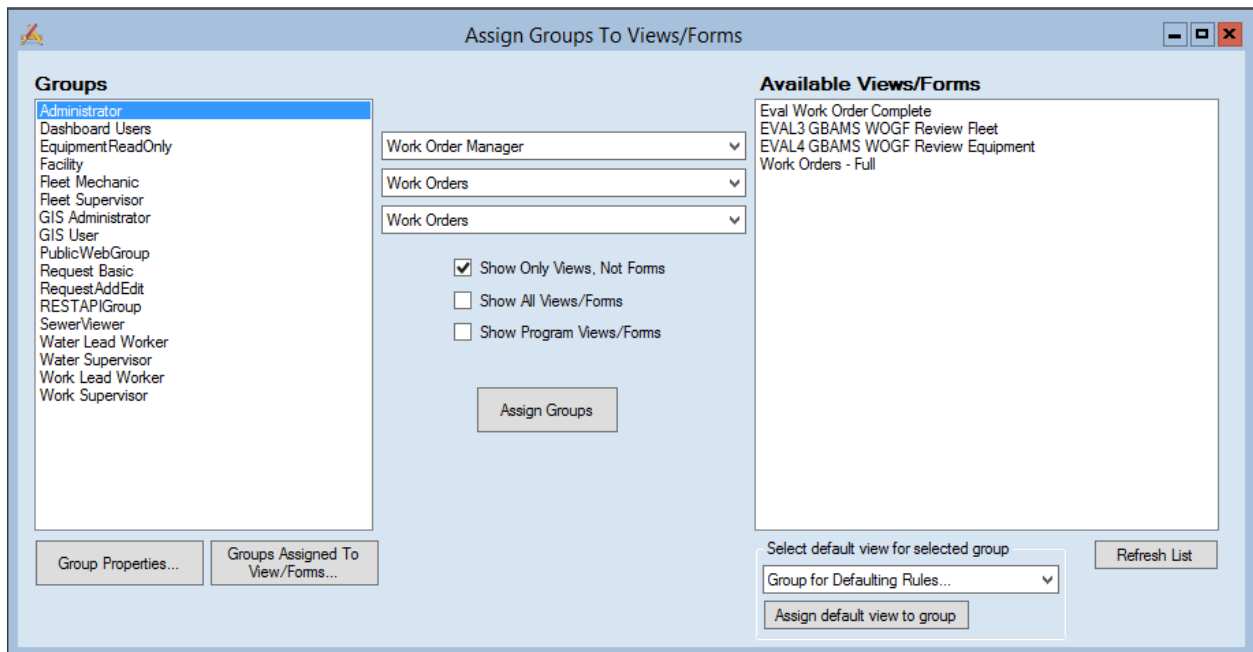 Assign Groups To Views/Forms
Groups
Administrator
Dashboard Users
EquipmentReadOnly
Facility
Fleet Mechanic
Fleet Supervisor
GIS Administrator
GIS User
PublicWebGroup
Request Basic
RequestAddEdit
RESTAPIGroup
SewerViewer
Water Lead Worker
Water Supervisor
Work Lead Worker
Work Supervisor
Group Properties...
Groups Assigned To
View/Forms...
Work Order Manager
Work Orders
Work Orders
Show Only Views, Not Forms
Show All Views/Forms
Show Program Views/Forms
Assign Groups
Available Views/Forms
Eval Work Order Complete
EVAL3 GBAMS WOGF Review Fleet
EVAL4 GBAMS WOGF Review Equipment
Work Orders - Full
Select default view for selected group
Group for Defaulting Rules...
Assign default view to group
Refresh List